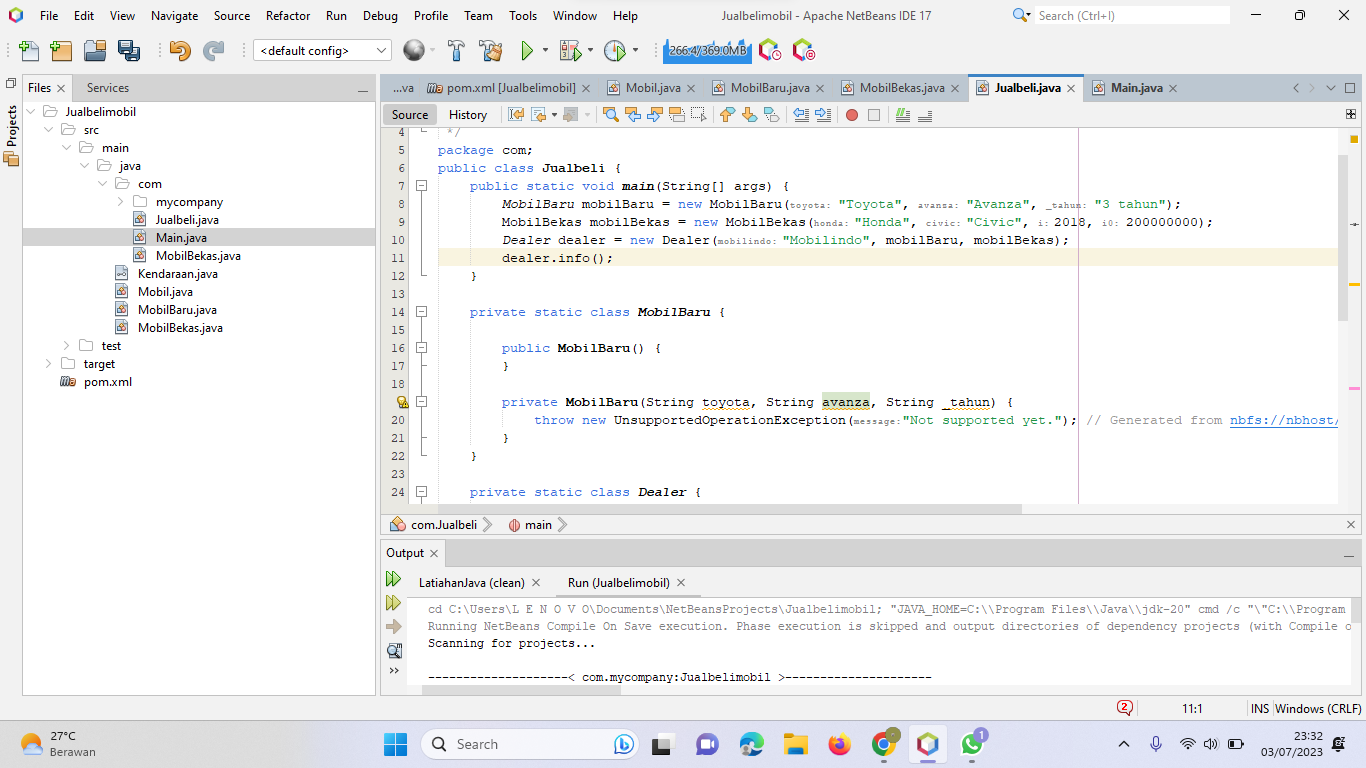 File Edit View Navigate Source Refactor Run Debug Profile Team Tools Window Help Jualbelimobil - Apache NetBeans IDE 17 Search (Ctrl+I)
<default config> 266.4/369.0MB
Files Services
Projects
Jualbelimobil
src
main
java
com
mycompany
Jualbeli.java
Main.java
MobilBekas.java
Kendaraan.java
Mobil.java
MobilBaru.java
MobilBekas.java
test
target
pom.xml
...va pom.xml [Jualbelimobil] Mobil.java MobilBaru.java MobilBekas.java Jualbeli.java Main.java
Source History
4 */
5 package com;
6 public class Jualbeli {
7 public static void main(String[] args) {
8 MobilBaru mobilBaru = new MobilBaru(toyota: "Toyota", avansa: "Avanza", _tahun: "3 tahun");
9 MobilBekas mobilBekas = new MobilBekas(honda: "Honda", civic: "Civic", i: 2018, i0: 200000000);
10 Dealer dealer = new Dealer(mobilindo: "Mobilindo", mobilBaru, mobilBekas);
11 dealer.info();
12 }
13
14 private static class MobilBaru {
15
16 public MobilBaru() {
17 }
18
private MobilBaru(String toyota, String avanza, String _tahun) {
20 throw new UnsupportedOperationException(message:"Not supported yet."); // Generated from nbfs://nbhost/
21 }
22 }
23
24 private static class Dealer {
com.Jualbeli main
Output
LatiahanJava (clean) Run (Jualbelimobil)
cd C:\Users\L E N O V O\Documents\NetBeansProjects\Jualbelimobil; "JAVA_HOME=C:\\Program Files\\Java\\jdk-20" cmd /c "\"C:\\Program
Running NetBeans Compile On Save execution. Phase execution is skipped and output directories of dependency projects (with Compile o
Scanning for projects...
--------------------< com.mycompany:Jualbelimobil >---------------------
2 11:1 INS Windows (CRLF)
27°C
Berawan
Search
1
23:32
03/07/2023